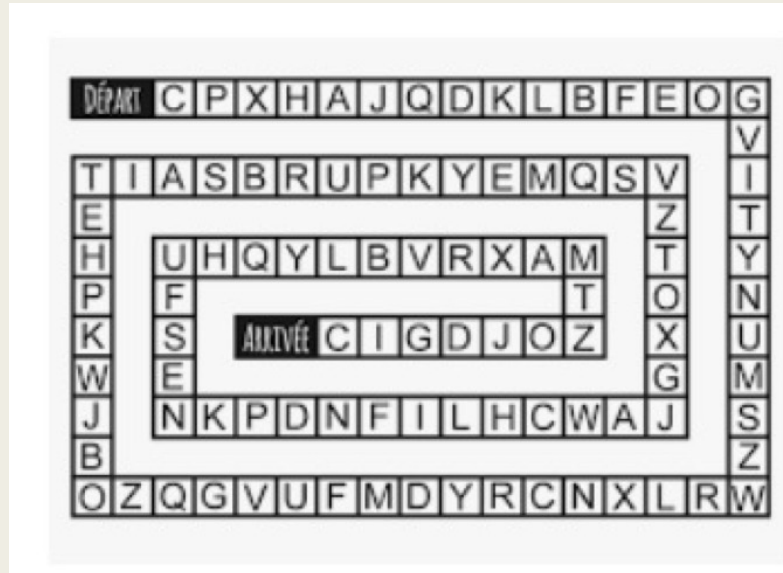 DÉPART C P X H A J Q D K L B F E O G
V
T I A S B R U P K Y E M Q S V I
E Z T
H U H Q Y L B V R X A M T Y
P F T O N
K S ARRIVÉE C I G D J O Z X U
W E G M
J N K P D N F I L H C W A J S
B Z
O Z Q G V U F M D Y R C N X L R W